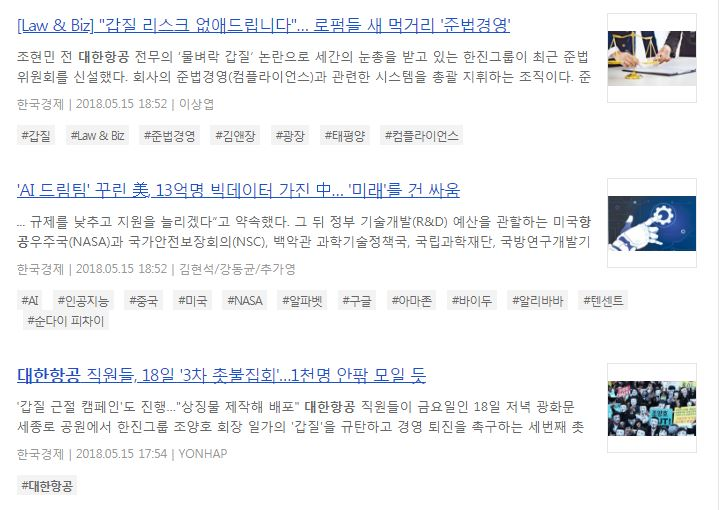 [Law & Biz] "갑질 리스크 없애드립니다"... 로펌들 새 먹거리 '준법경영'
조현민 전 대한항공 전무의 ‘물벼락 갑질’ 논란으로 세간의 눈총을 받고 있는 한진그룹이 최근 준법
위원회를 신설했다. 회사의 준법경영(컴플라이언스)과 관련한 시스템을 총괄 지휘하는 조직이다. 준
한국경제 | 2018.05.15 18:52 | 이상엽
#갑질 #Law & Biz #준법경영 #김앤장 #광장 #태평양 #컴플라이언스
'AI 드림팀' 꾸린 美, 13억명 빅데이터 가진 中... '미래'를 건 싸움
... 규제를 낮추고 지원을 늘리겠다”고 약속했다. 그 뒤 정부 기술개발(R&D) 예산을 관할하는 미국항
공우주국(NASA)과 국가안전보장회의(NSC), 백악관 과학기술정책국, 국립과학재단, 국방연구개발기
한국경제 | 2018.05.15 18:52 | 김현석/강동균/추가영
#AI #인공지능 #중국 #미국 #NASA #알파벳 #구글 #아마존 #바이두 #알리바바 #텐센트
#순다이 피차이
대한항공 직원들, 18일 '3차 촛불집회'...1천명 안팎 모일 듯
'갑질 근절 캠페인'도 진행..."상징물 제작해 배포" 대한항공 직원들이 금요일인 18일 저녁 광화문
세종로 공원에서 한진그룹 조양호 회장 일가의 '갑질'을 규탄하고 경영 퇴진을 촉구하는 세번째 촛
한국경제 | 2018.05.15 17:54 | YONHAP
#대한항공